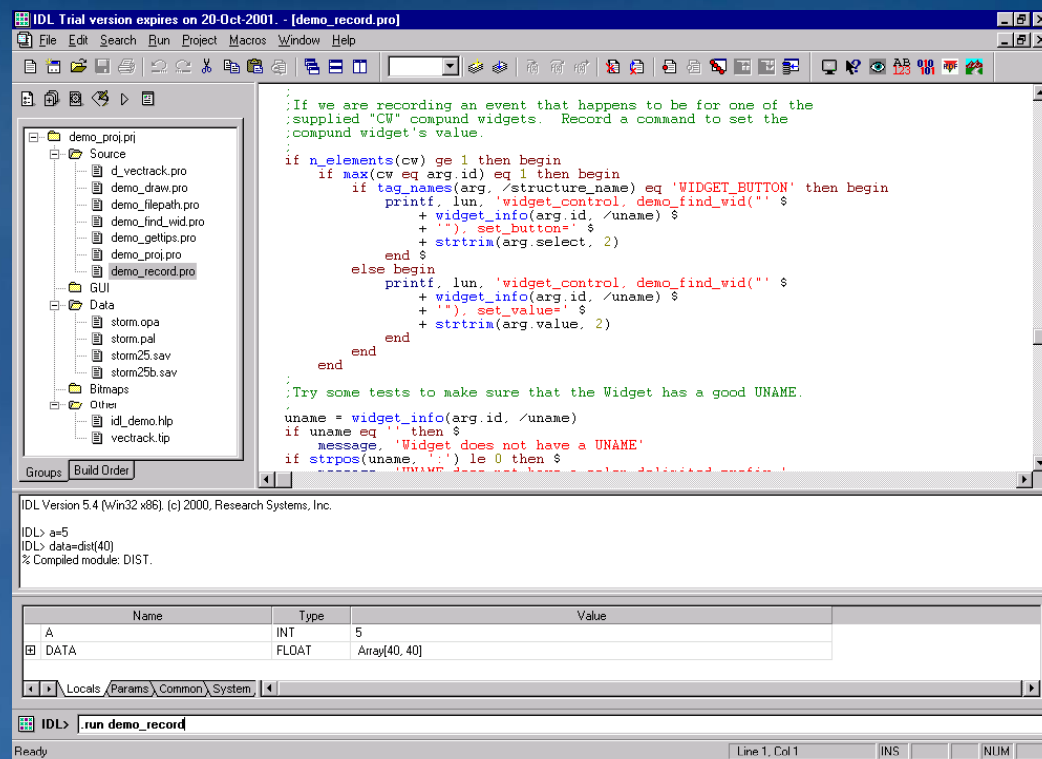 IDL Trial version expires on 20-Oct-2001. - [demo_record.pro]
File Edit Search Run Project Macros Window Help
AB
123
010
101
RDF
demo_proj.prj
Source
d_vectrack.pro
demo_draw.pro
demo_filepath.pro
demo_find_wid.pro
demo_gettips.pro
demo_proj.pro
demo_record.pro
GUI
Data
storm.opa
storm.pal
storm25.sav
storm25b.sav
Bitmaps
Other
idl_demo.hlp
vectrack.tip
Groups Build Order
;
;If we are recording an event that happens to be for one of the
;supplied "CW" compund widgets.  Record a command to set the
;compund widget's value.
;
if n_elements(cw) ge 1 then begin
    if max(cw eq arg.id) eq 1 then begin
        if tag_names(arg, /structure_name) eq 'WIDGET_BUTTON' then begin
            printf, lun, 'widget_control, demo_find_wid("' $
                + widget_info(arg.id, /uname) $
                + '"), set_button=' $
                + strtrim(arg.select, 2)
            end $
        else begin
            printf, lun, 'widget_control, demo_find_wid("' $
                + widget_info(arg.id, /uname) $
                + '"), set_value=' $
                + strtrim(arg.value, 2)
            end
        end
    end
;
;Try some tests to make sure that the Widget has a good UNAME.
;
uname = widget_info(arg.id, /uname)
if uname eq '' then $
    message, 'Widget does not have a UNAME'
if strpos(uname, ':') le 0 then $
IDL Version 5.4 (Win32 x86). (c) 2000, Research Systems, Inc.
IDL> a=5
IDL> data=dist(40)
% Compiled module: DIST.
Name Type Value
A INT 5
DATA FLOAT Array[40, 40]
Locals Params Common System
IDL> .run demo_record
Ready Line 1, Col 1 INS NUM